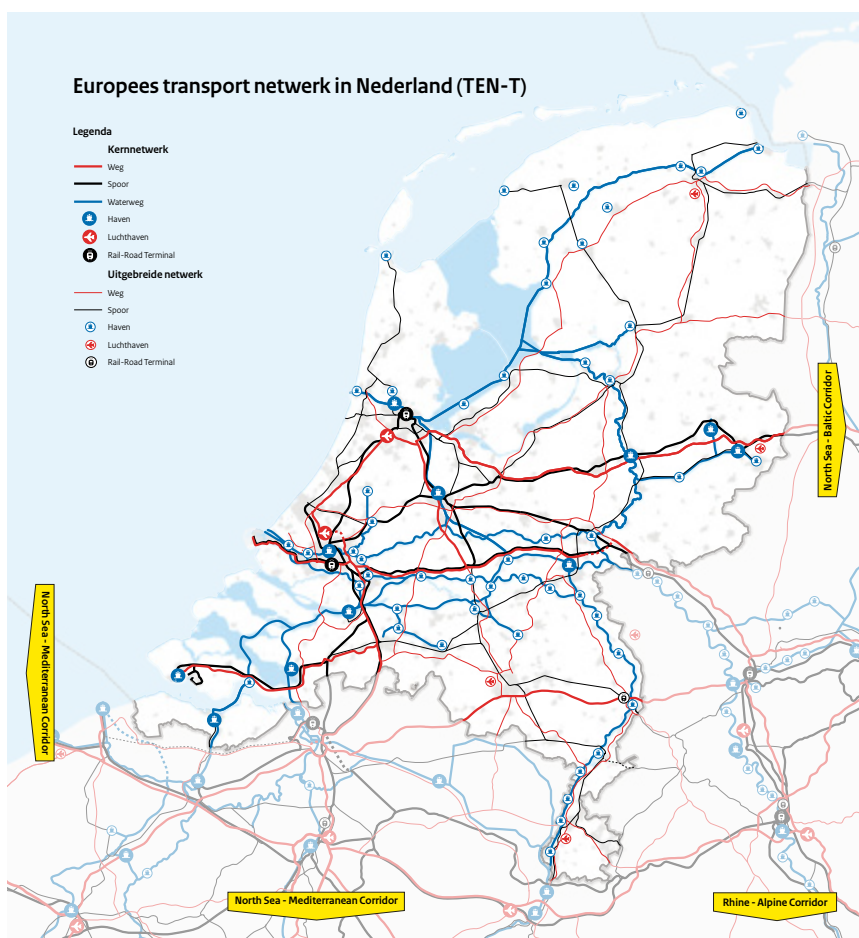 Europees transport netwerk in Nederland (TEN-T)
Legenda
Kernnetwerk
Weg
Spoor
Waterweg
Haven
Luchthaven
Rail-Road Terminal
Uitgebreide netwerk
Weg
Spoor
Haven
Luchthaven
Rail-Road Terminal
North Sea - Baltic Corridor
North Sea - Mediterranean Corridor
North Sea - Mediterranean Corridor
Rhine - Alpine Corridor